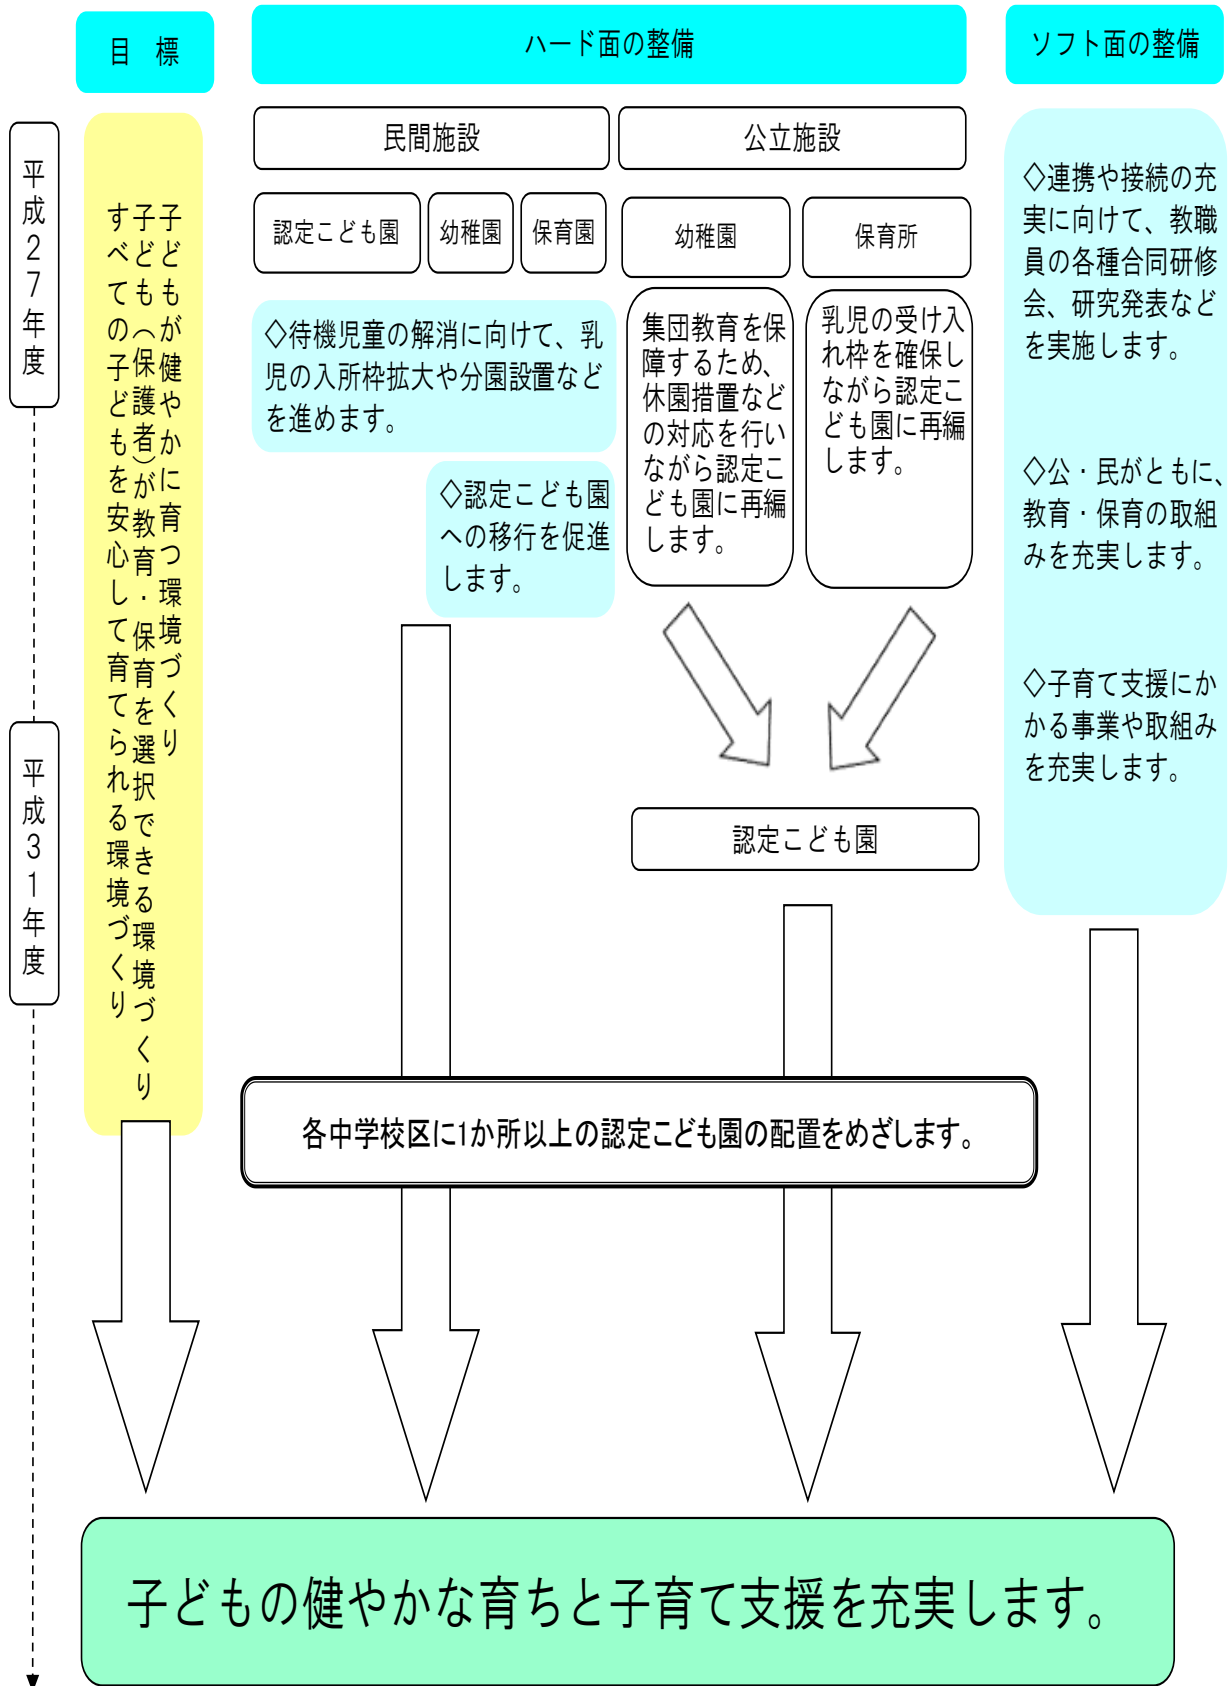 目　標
ハード面の整備
ソフト面の整備
平成２７年度
平成３１年度
子どもが健やかに育つ環境づくり
子ども（保護者）が教育・保育を選択できる環境づくり
すべての子どもを安心して育てられる環境づくり
民間施設
公立施設
認定こども園
幼稚園
保育園
幼稚園
保育所
◇待機児童の解消に向けて、乳
児の入所枠拡大や分園設置など
を進めます。
◇認定こども園
への移行を促進
します。
集団教育を保
障するため、
休園措置など
の対応を行い
ながら認定こ
ども園に再編
します。
乳児の受け入
れ枠を確保し
ながら認定こ
ども園に再編
します。
認定こども園
◇連携や接続の充
実に向けて、教職
員の各種合同研修
会、研究発表など
を実施します。
◇公・民がともに、
教育・保育の取組
みを充実します。
◇子育て支援にか
かる事業や取組み
を充実します。
各中学校区に1か所以上の認定こども園の配置をめざします。
子どもの健やかな育ちと子育て支援を充実します。